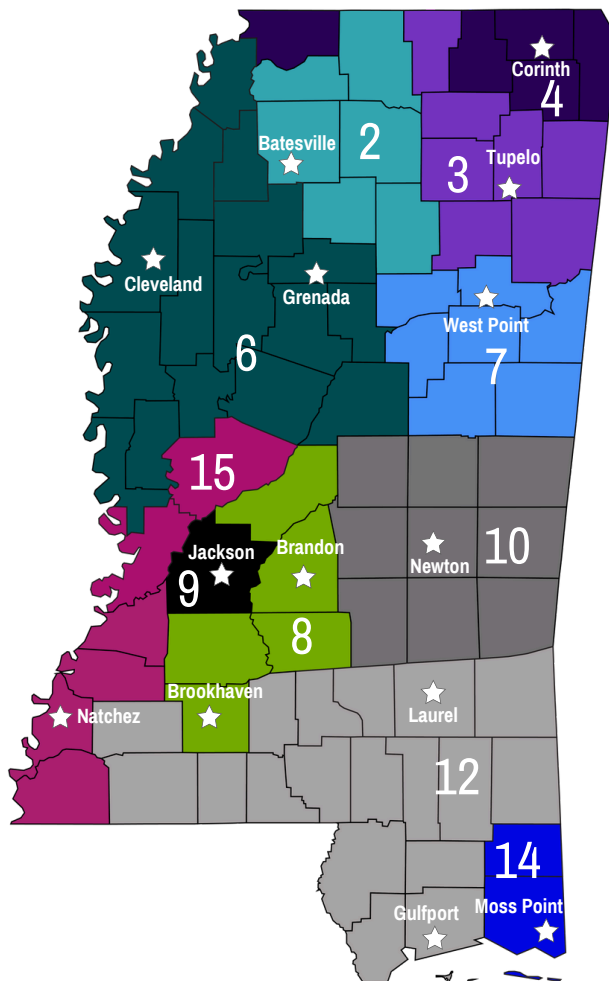 Corinth
4
Batesville
2
Tupelo
3
Cleveland
Grenada
West Point
6
7
15
Jackson
Brandon
Newton
10
9
8
Brookhaven
Natchez
Laurel
12
14
Gulfport
Moss Point